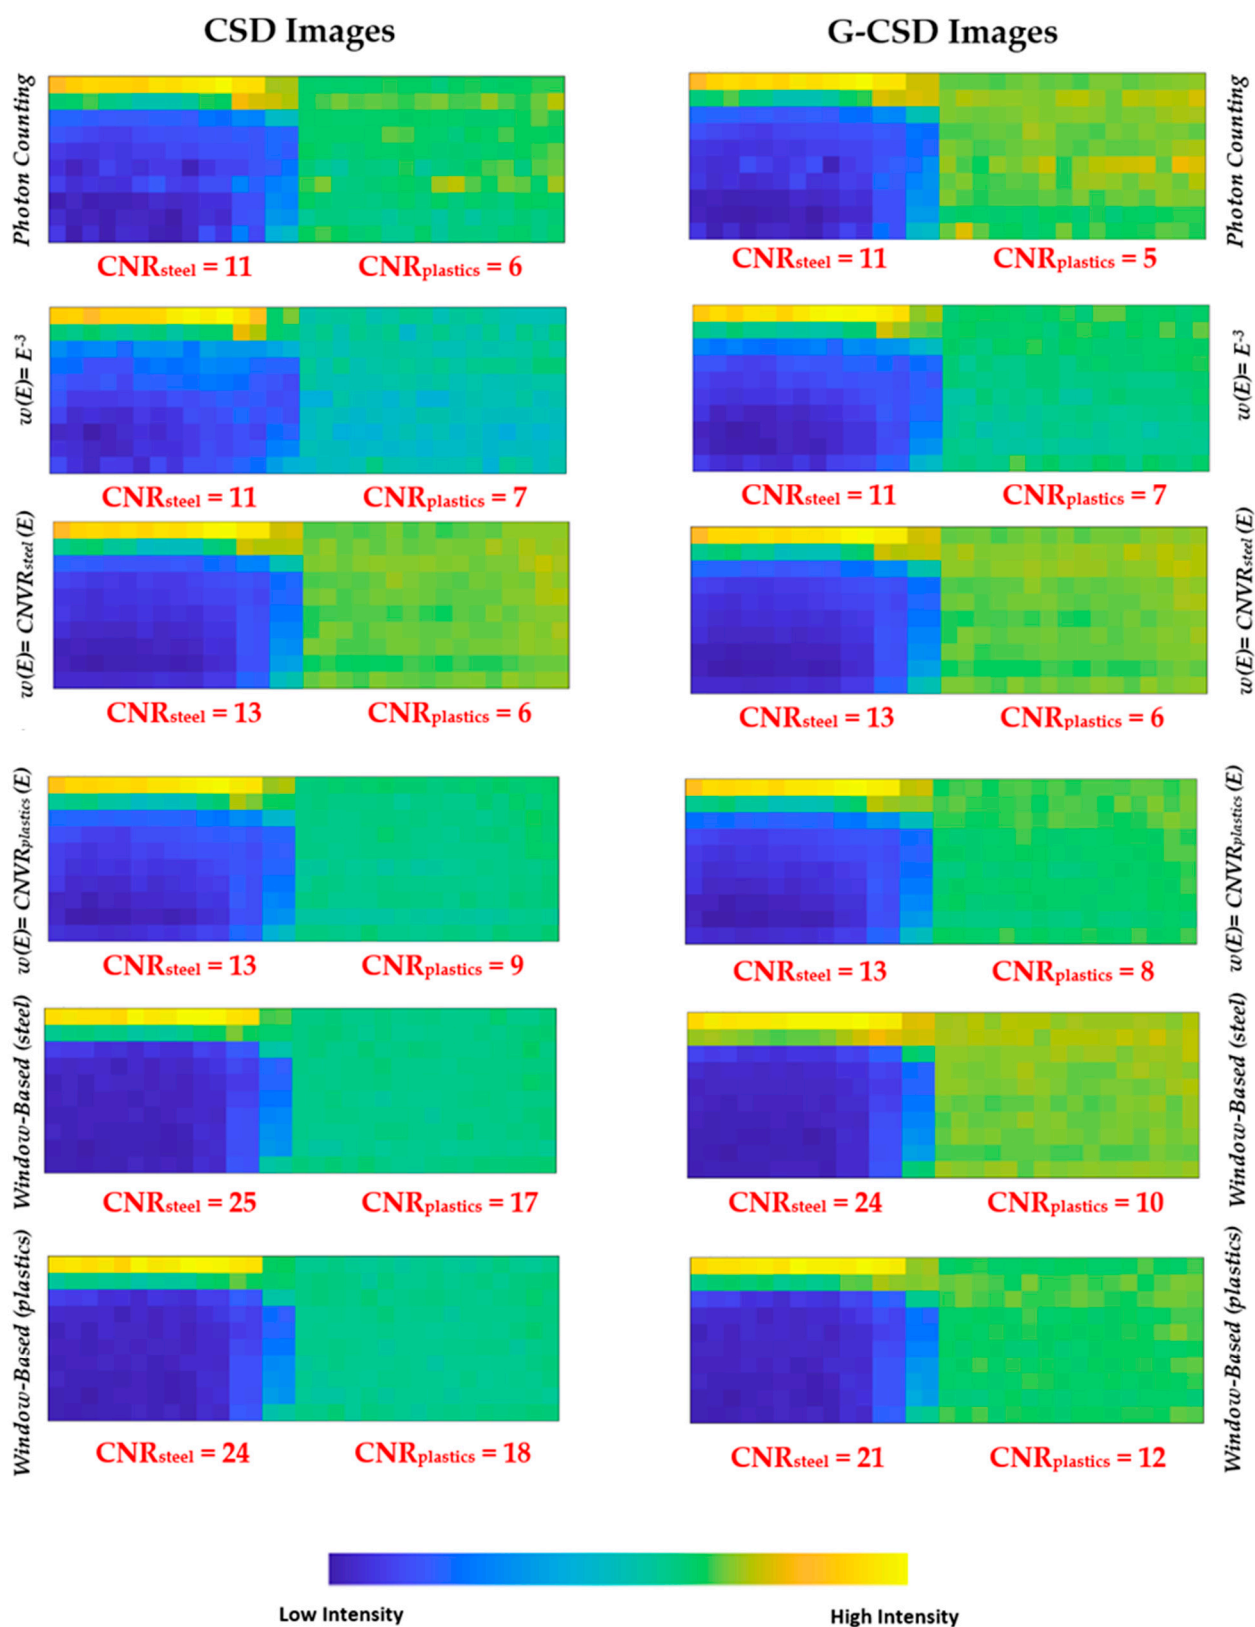 CSD Images
G-CSD Images
Photon Counting
Photon Counting
CNRsteel = 11
CNRplastics = 6
CNRsteel = 11
CNRplastics = 5
w(E)= E-3
w(E)= E-3
CNRsteel = 11
CNRplastics = 7
CNRsteel = 11
CNRplastics = 7
w(E)= CNVRsteel (E)
w(E)= CNVRsteel (E)
CNRsteel = 13
CNRplastics = 6
CNRsteel = 13
CNRplastics = 6
w(E)= CNVRplastics (E)
w(E)= CNVRplastics (E)
CNRsteel = 13
CNRplastics = 9
CNRsteel = 13
CNRplastics = 8
Window-Based (steel)
Window-Based (steel)
CNRsteel = 25
CNRplastics = 17
CNRsteel = 24
CNRplastics = 10
Window-Based (plastics)
Window-Based (plastics)
CNRsteel = 24
CNRplastics = 18
CNRsteel = 21
CNRplastics = 12
Low Intensity
High Intensity